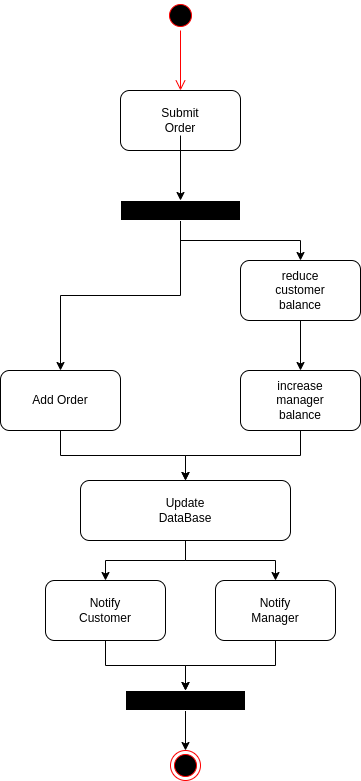 Submit
Order
reduce
customer
balance
Add Order
increase
manager
balance
Update
DataBase
Notify
Customer
Notify
Manager